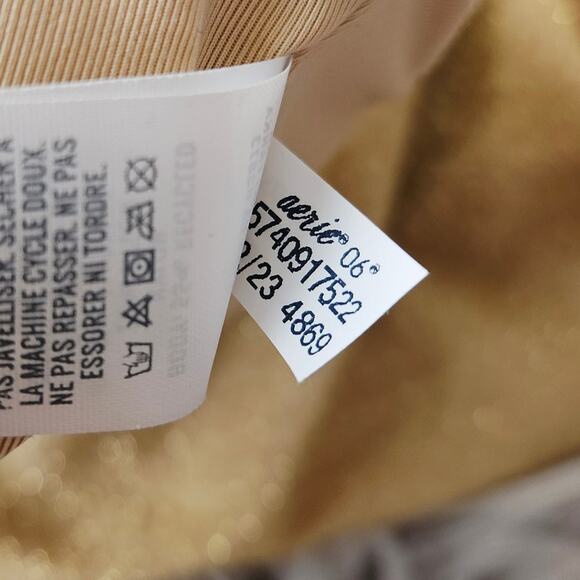 PAS JAVELLISER. SÉCHER À
LA MACHINE CYCLE DOUX.
NE PAS REPASSER. NE PAS
ESSORER NI TORDRE.
aerie® 06®
5740917522
/23 4869